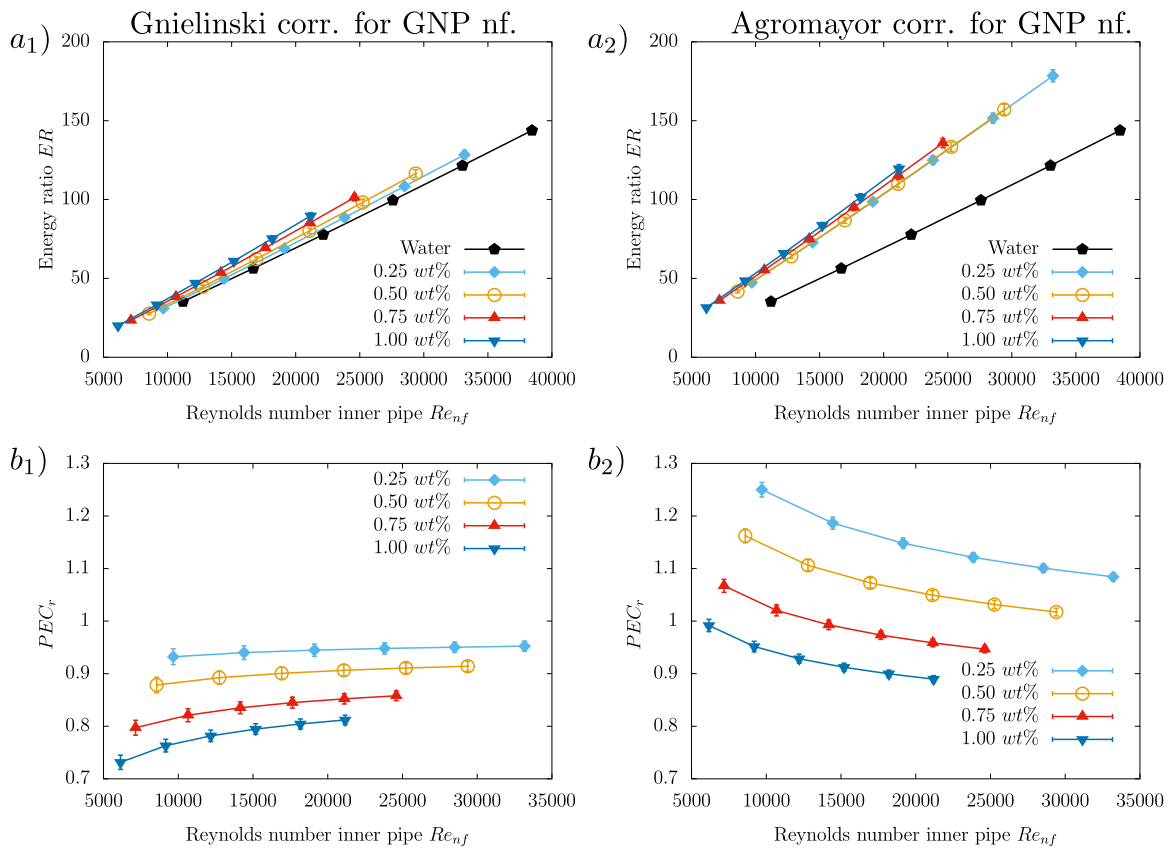 Gnielinski corr. for GNP nf.
a1)
200
150
100
50
0
Energy ratio ER
Water
0.25 wt%
0.50 wt%
0.75 wt%
1.00 wt%
5000 10000 15000 20000 25000 30000 35000 40000
Reynolds number inner pipe Re_nf
Agromayor corr. for GNP nf.
a2)
200
150
100
50
0
Energy ratio ER
Water
0.25 wt%
0.50 wt%
0.75 wt%
1.00 wt%
5000 10000 15000 20000 25000 30000 35000 40000
Reynolds number inner pipe Re_nf
b1)
1.3
1.2
1.1
1
0.9
0.8
0.7
PEC_r
0.25 wt%
0.50 wt%
0.75 wt%
1.00 wt%
5000 10000 15000 20000 25000 30000 35000
Reynolds number inner pipe Re_nf
b2)
1.3
1.2
1.1
1
0.9
0.8
0.7
PEC_r
0.25 wt%
0.50 wt%
0.75 wt%
1.00 wt%
5000 10000 15000 20000 25000 30000 35000
Reynolds number inner pipe Re_nf